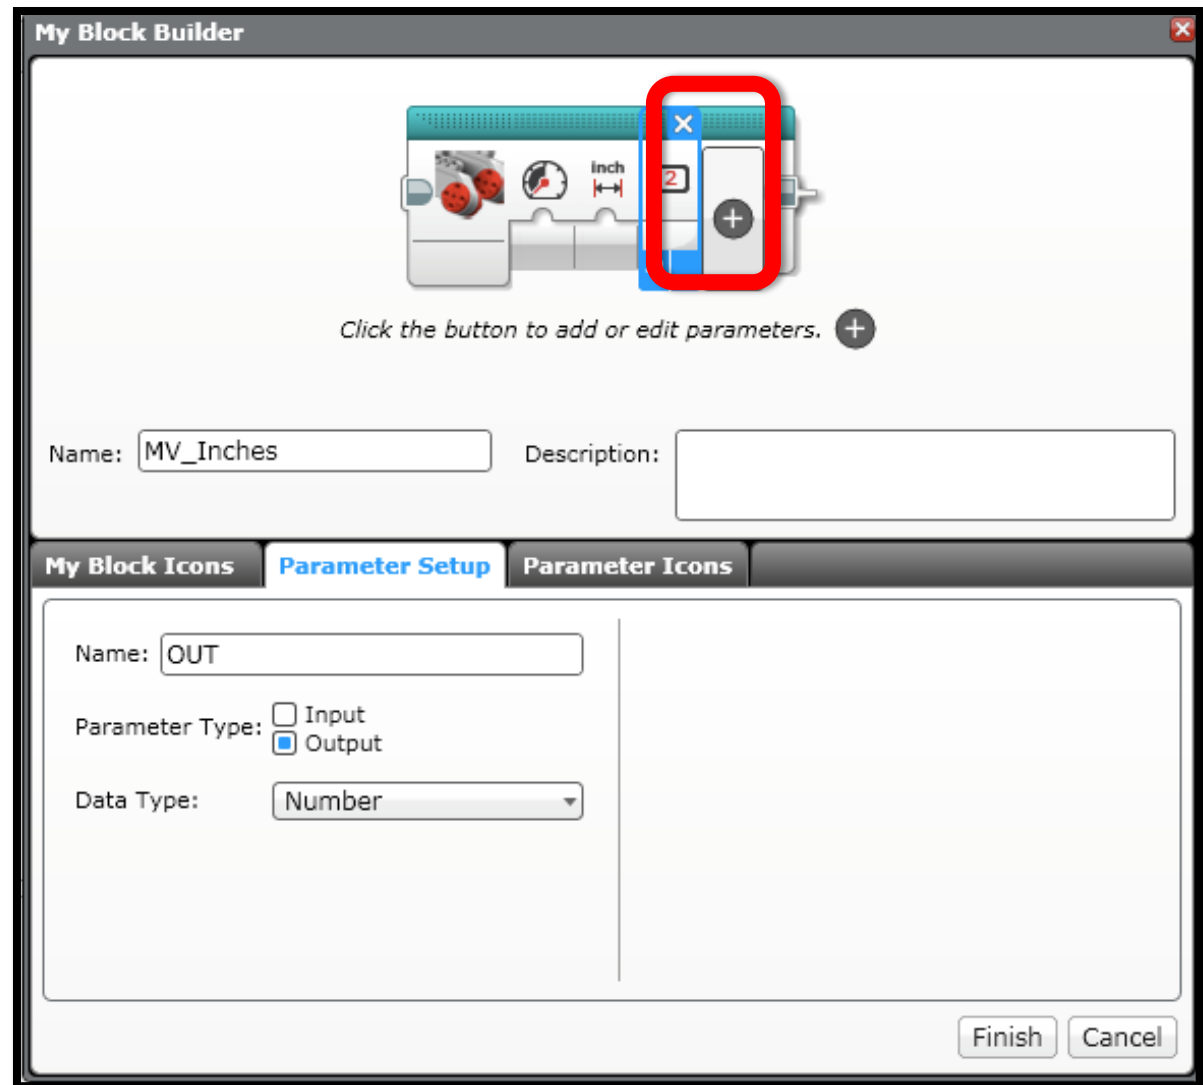 My Block Builder
inch
2
Click the button to add or edit parameters.
Name: MV_Inches
Description:
My Block Icons Parameter Setup Parameter Icons
Name: OUT
Parameter Type: Input
Output
Data Type: Number
Finish Cancel